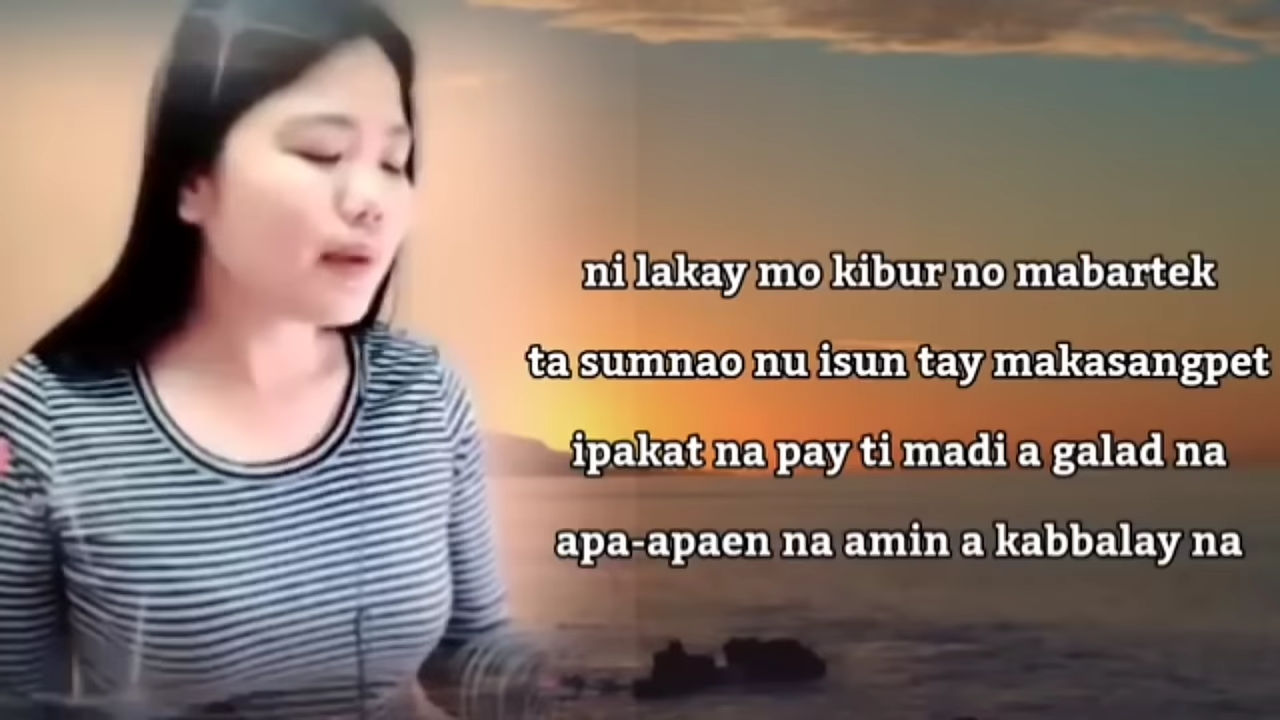 ni lakay mo kibur no mabartek
ta sumnao nu isun tay makasangpet
ipakat na pay ti madi a galad na
apa-apaen na amin a kabbalay na